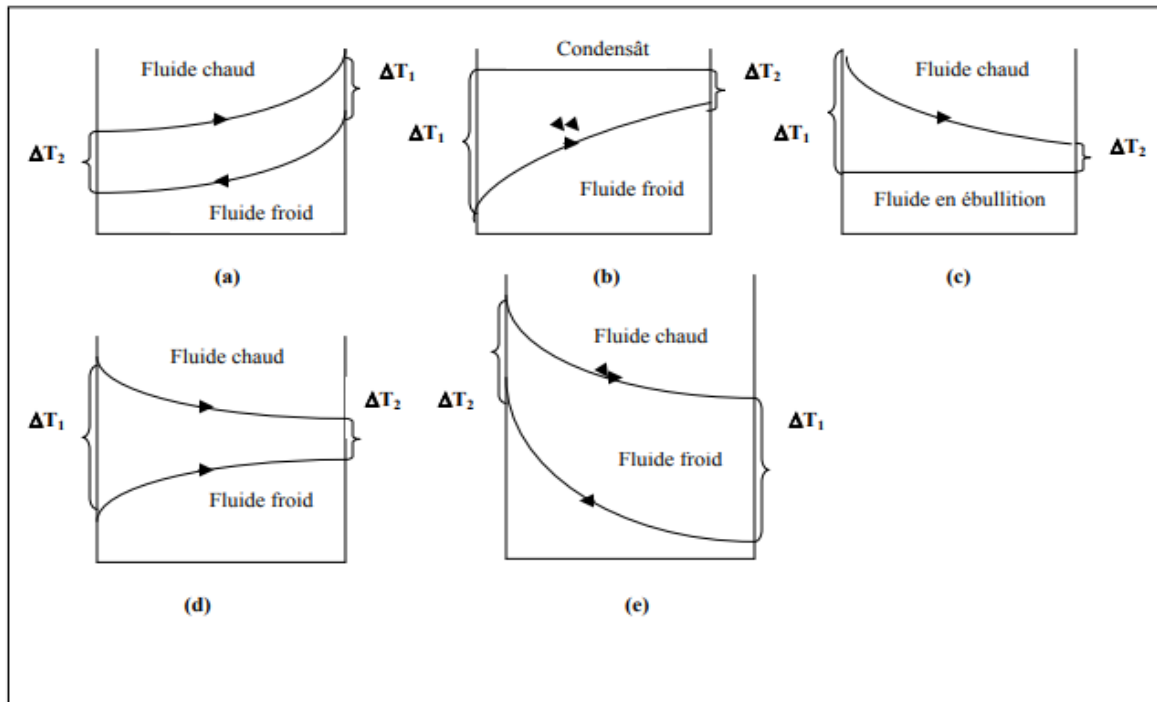 Fluide chaud
ΔT₁
ΔT₂
Fluide froid
(a)
Condensât
ΔT₂
ΔT₁
Fluide froid
(b)
Fluide chaud
ΔT₁
ΔT₂
Fluide en ébullition
(c)
Fluide chaud
ΔT₁
ΔT₂
Fluide froid
(d)
Fluide chaud
ΔT₂
ΔT₁
Fluide froid
(e)